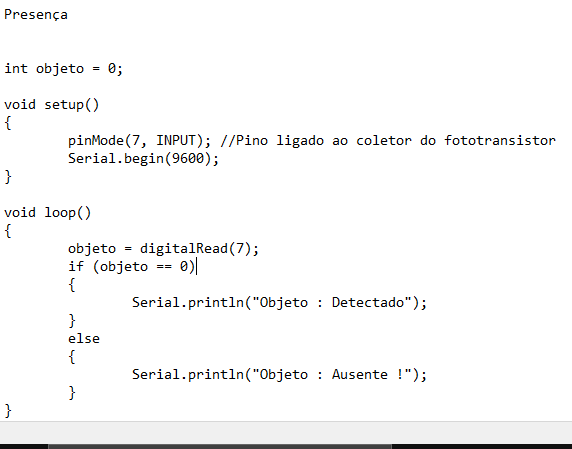 Presença
int objeto = 0;
void setup()
{
        pinMode(7, INPUT); //Pino ligado ao coletor do fototransistor
        Serial.begin(9600);
}
void loop()
{
        objeto = digitalRead(7);
        if (objeto == 0)
        {
                Serial.println("Objeto : Detectado");
        }
        else
        {
                Serial.println("Objeto : Ausente !");
        }
}